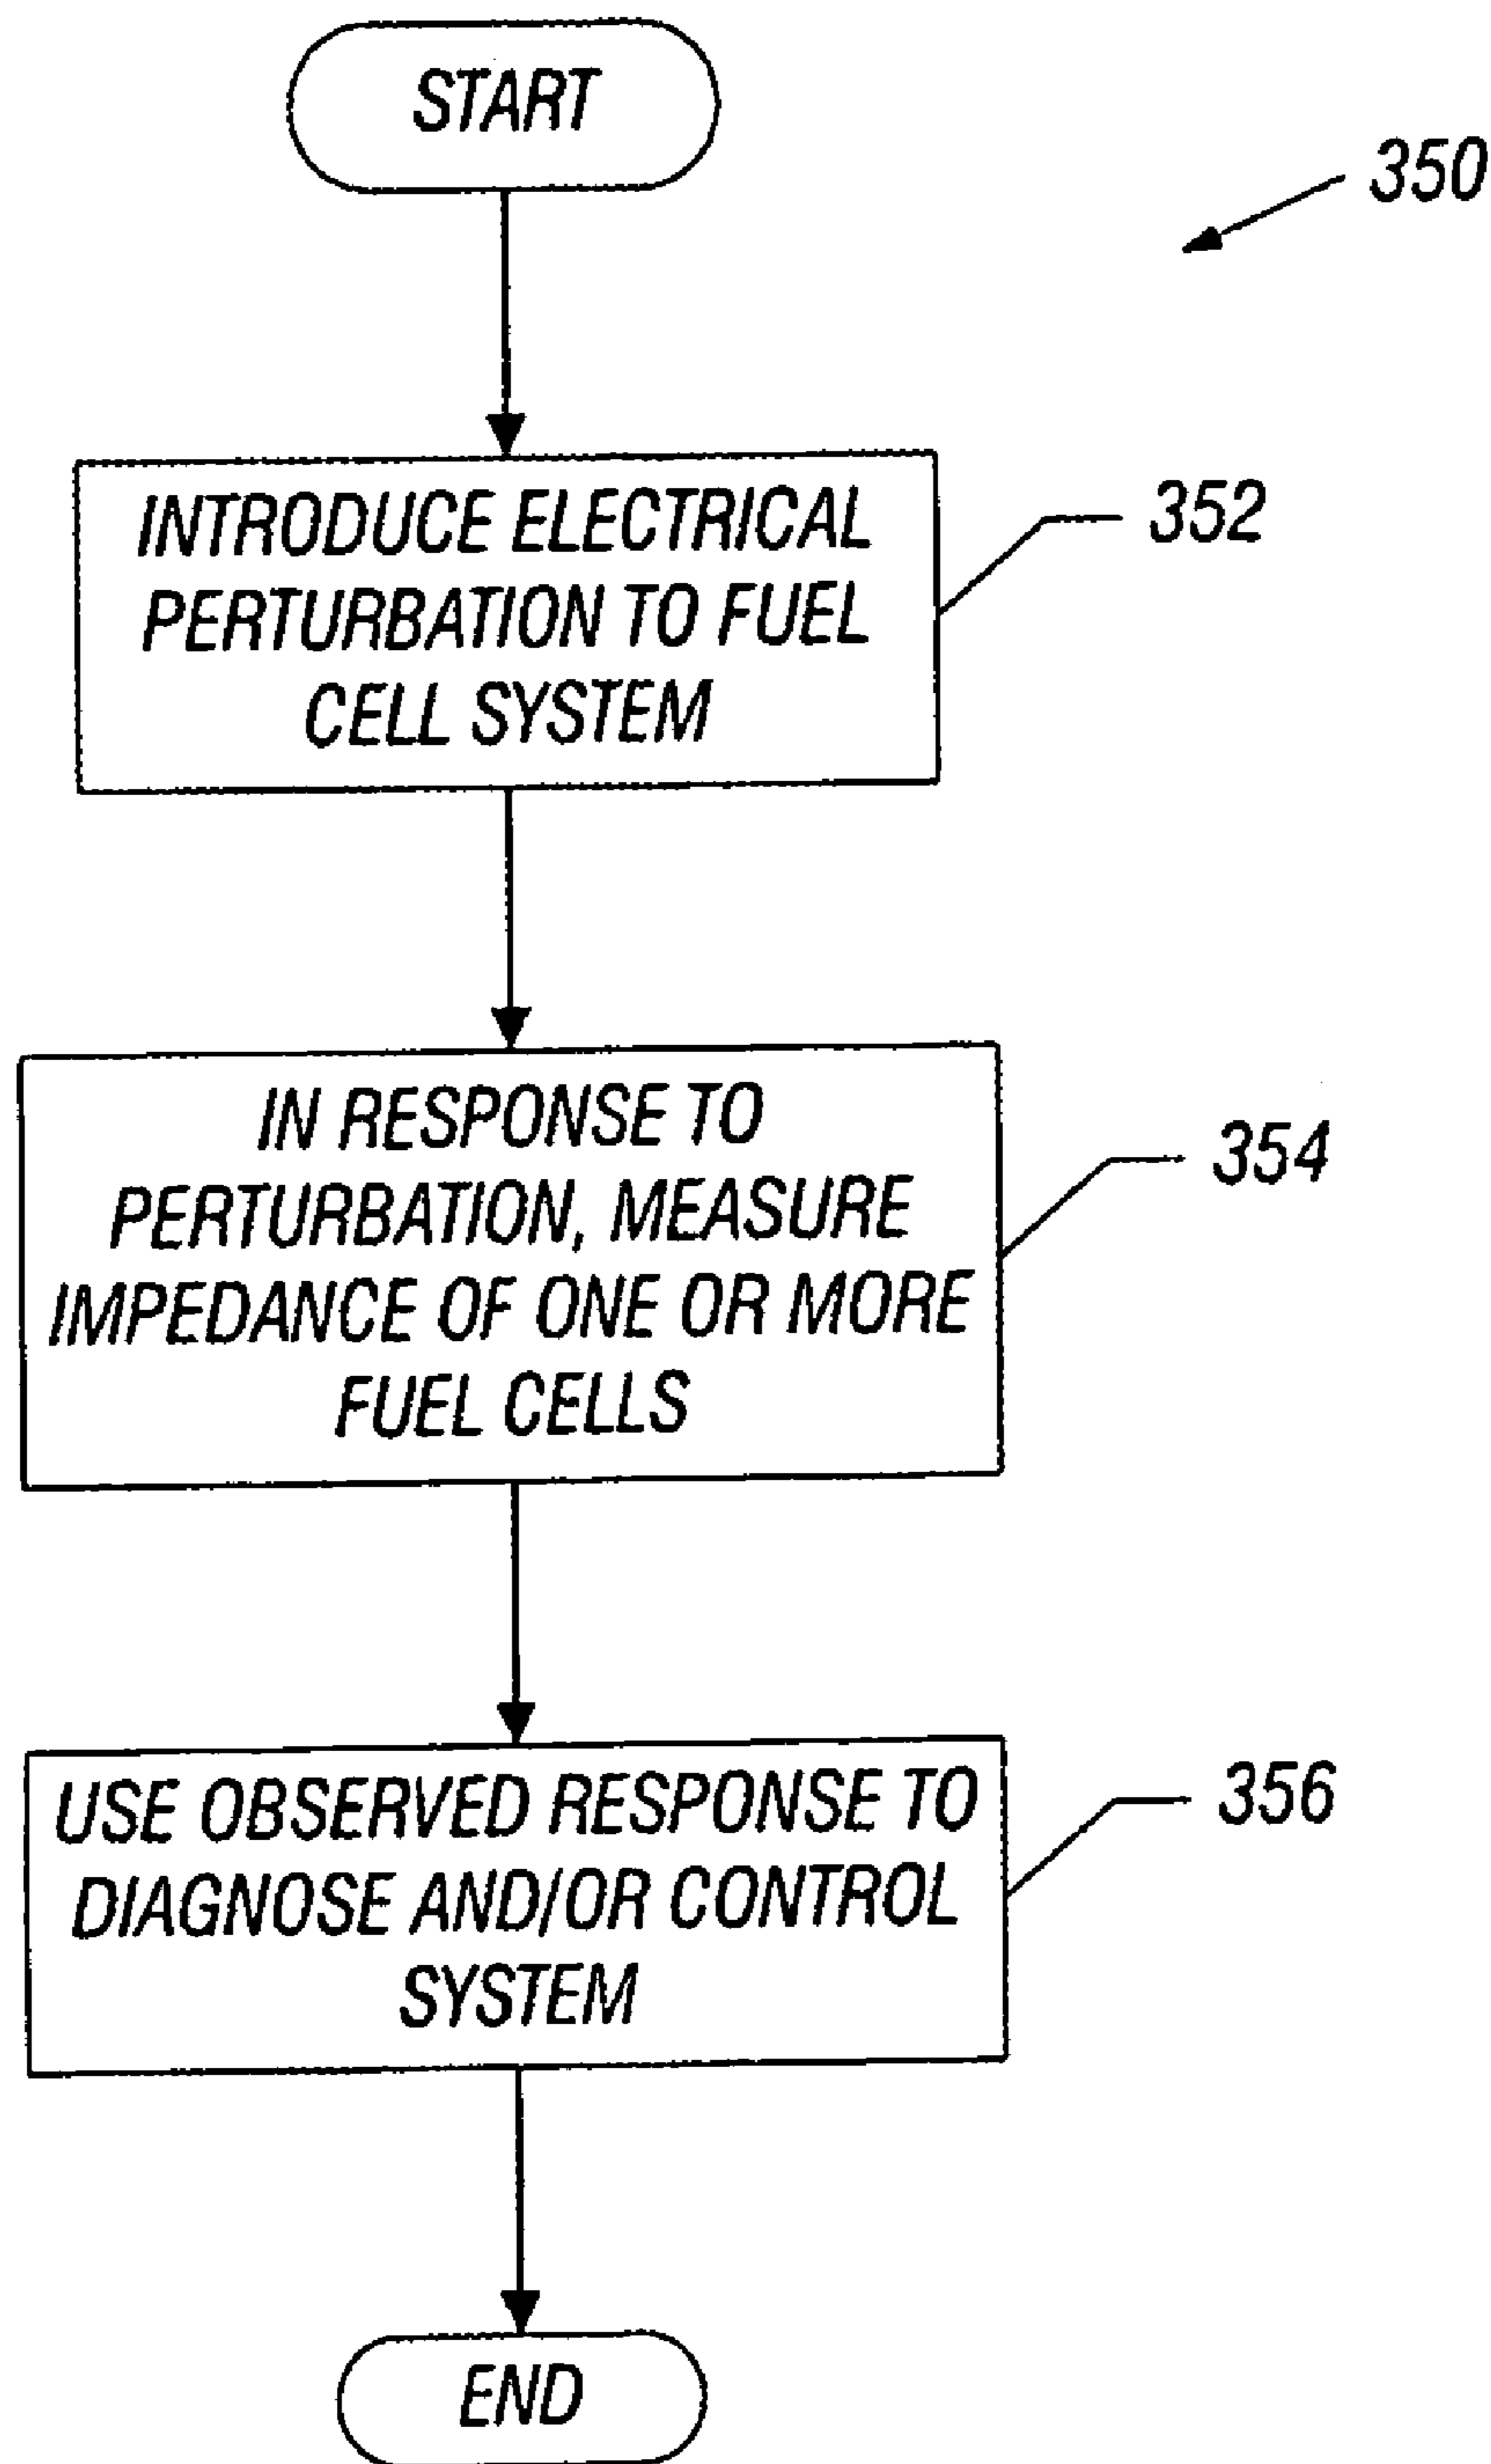 START
350
INTRODUCE ELECTRICAL
PERTURBATION TO FUEL
CELL SYSTEM
352
IN RESPONSE TO
PERTURBATION, MEASURE
IMPEDANCE OF ONE OR MORE
FUEL CELLS
354
USE OBSERVED RESPONSE TO
DIAGNOSE AND/OR CONTROL
SYSTEM
356
END